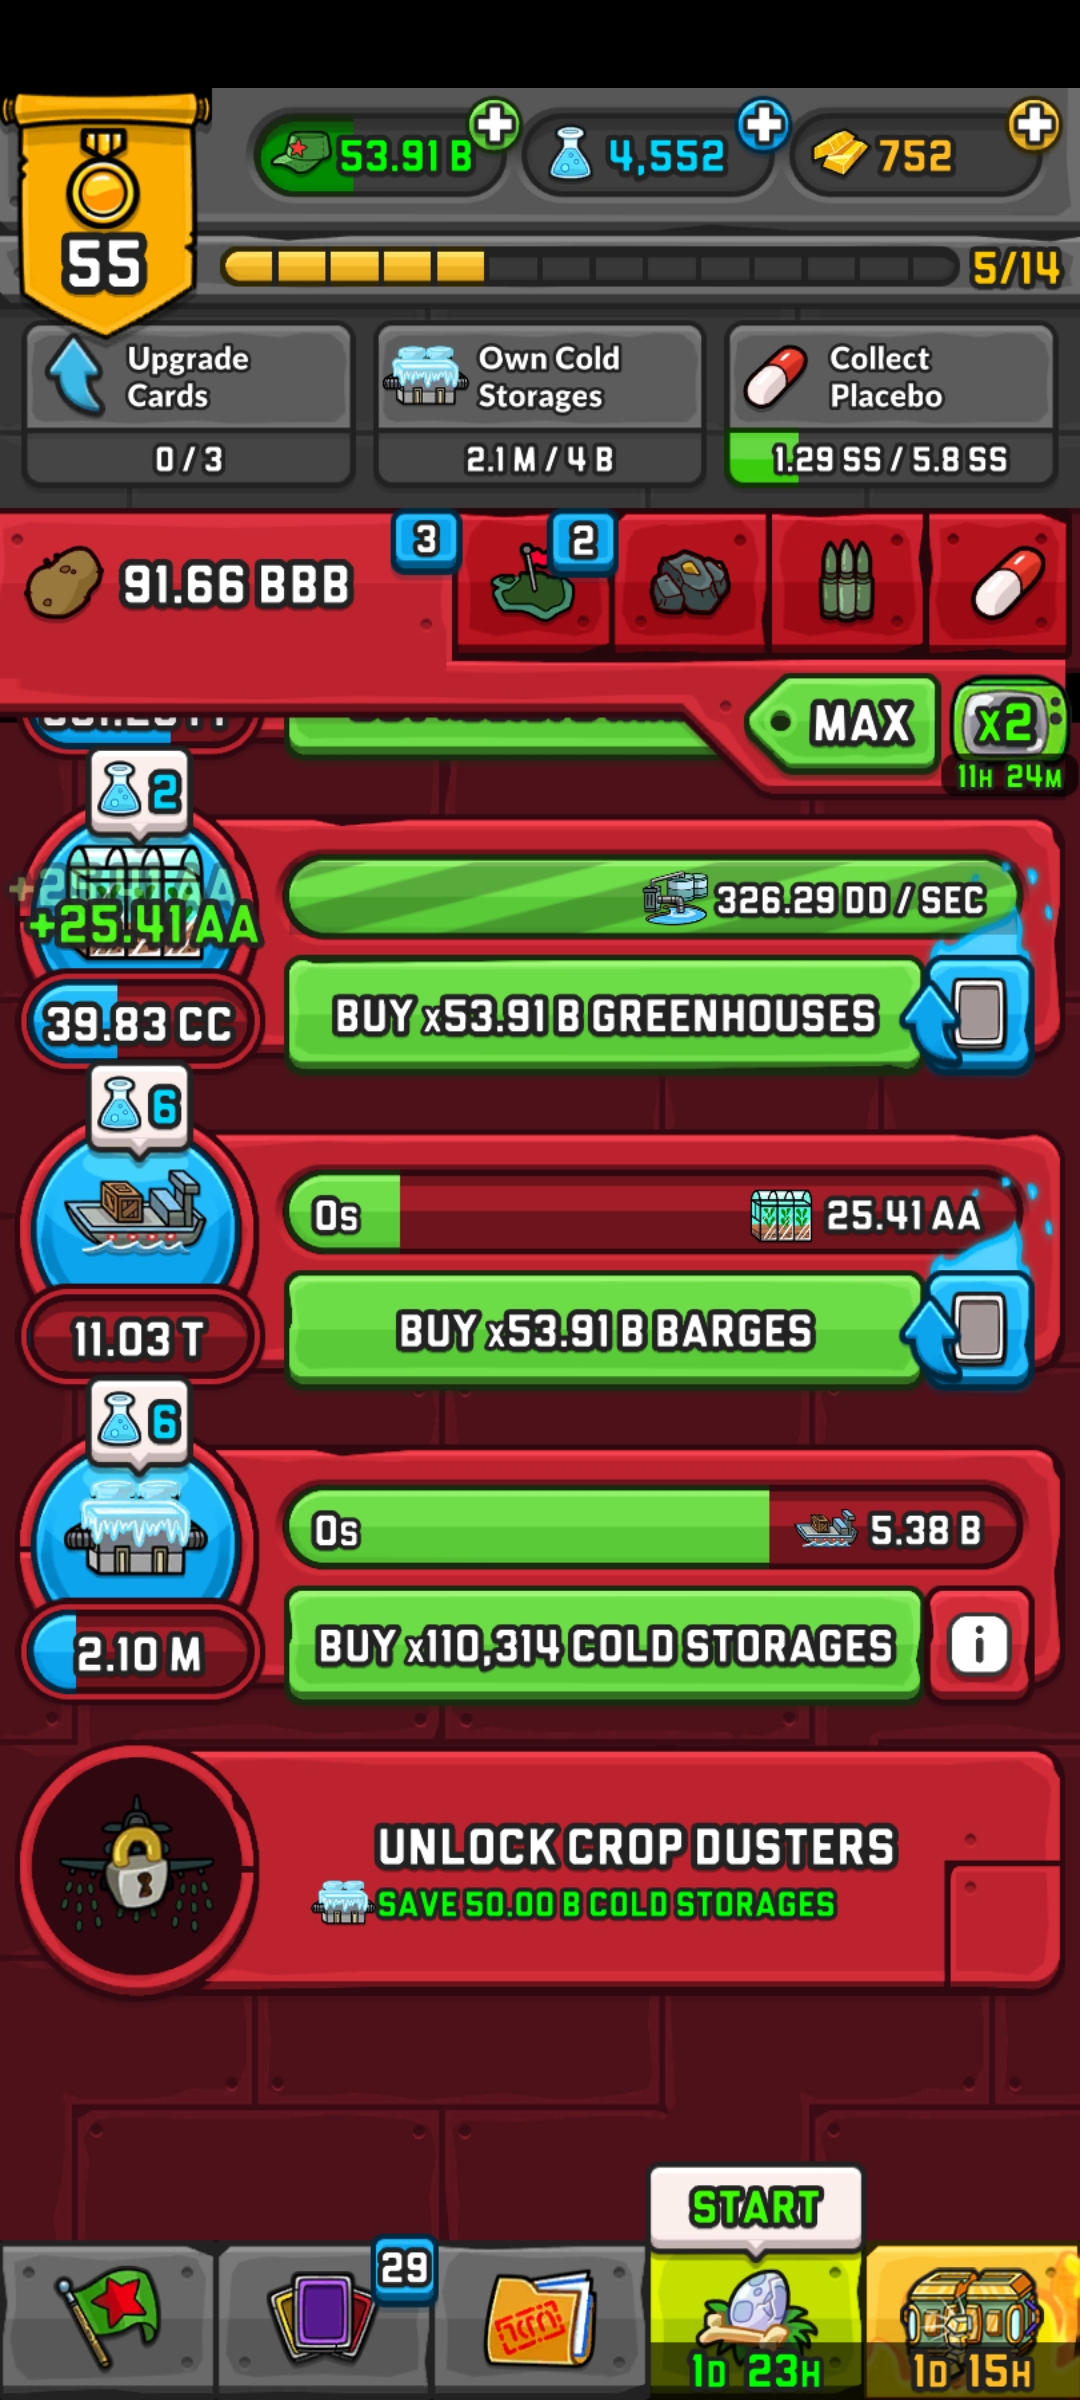 53.91 B
4,552
752
55
5/14
Upgrade
Cards
0 / 3
Own Cold
Storages
2.1 M / 4 B
Collect
Placebo
1.29 SS / 5.8 SS
91.66 BBB
3
2
MAX
x2
11H 24M
2
+25.41 AA
39.83 CC
326.29 DD / SEC
BUY x53.91 B GREENHOUSES
6
11.03 T
0s
25.41 AA
BUY x53.91 B BARGES
6
2.10 M
0s
5.38 B
BUY x110,314 COLD STORAGES
i
UNLOCK CROP DUSTERS
SAVE 50.00 B COLD STORAGES
START
29
1D 23H
1D 15H